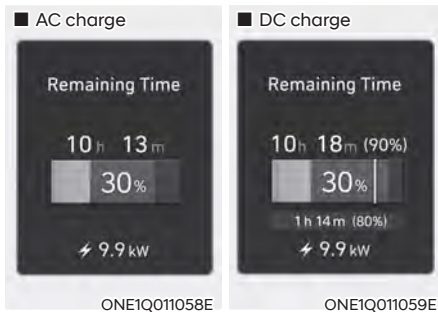 ■ AC charge
Remaining Time
10h 13m
30%
9.9 kW
ONE1Q011058E
■ DC charge
Remaining Time
10h 18m (90%)
30%
1 h 14 m (80%)
9.9 kW
ONE1Q011059E